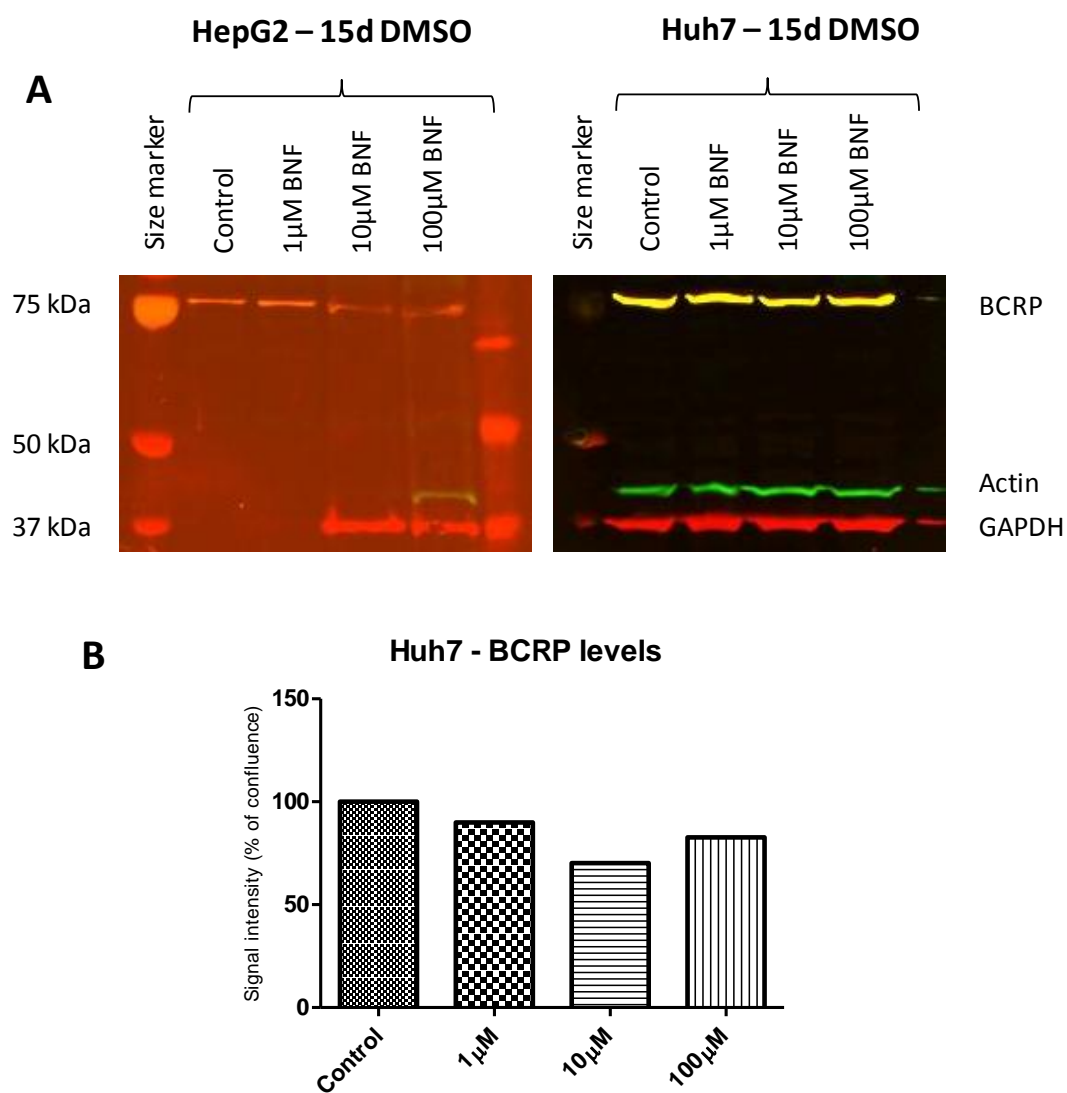 HepG2 – 15d DMSO
Huh7 – 15d DMSO
A
Size marker
Control
1µM BNF
10µM BNF
100µM BNF
Size marker
Control
1µM BNF
10µM BNF
100µM BNF
75 kDa
50 kDa
37 kDa
BCRP
Actin
GAPDH
B
Huh7 - BCRP levels
Signal intensity (% of confluence)
150
100
50
0
Control
1µM
10µM
100µM